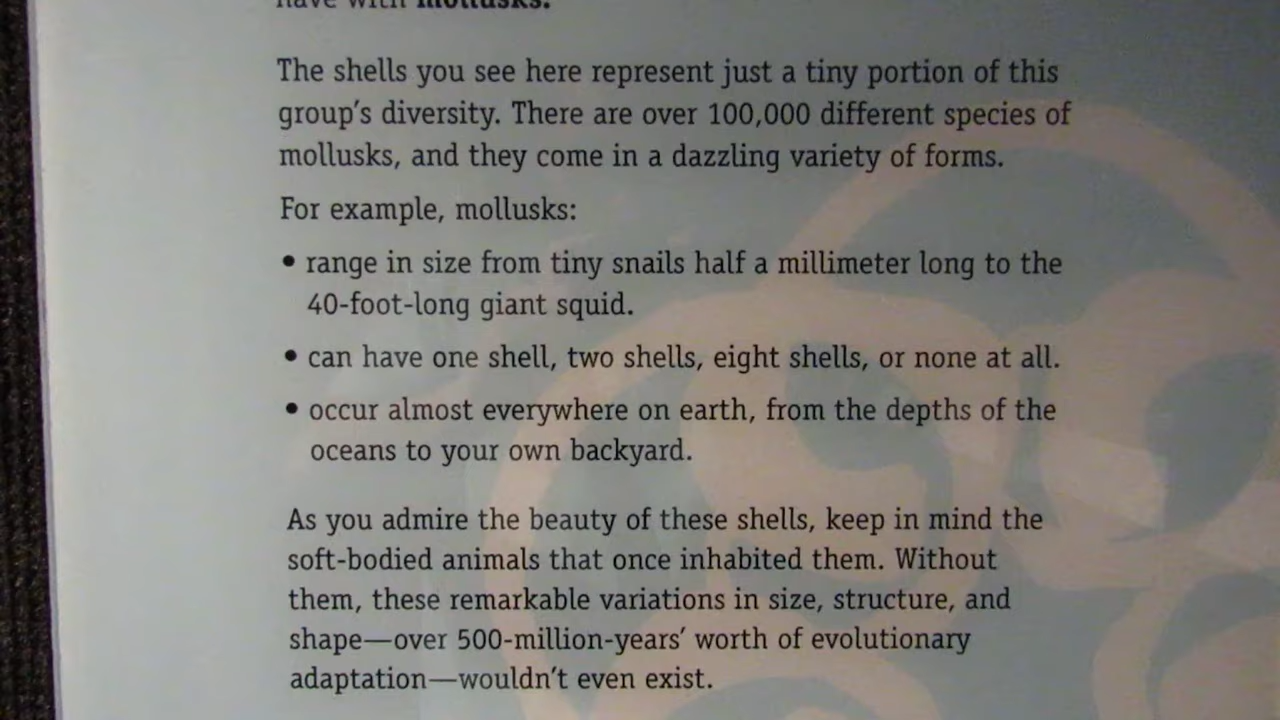 have with mollusks.
The shells you see here represent just a tiny portion of this
group's diversity. There are over 100,000 different species of
mollusks, and they come in a dazzling variety of forms.
For example, mollusks:
• range in size from tiny snails half a millimeter long to the
40-foot-long giant squid.
• can have one shell, two shells, eight shells, or none at all.
• occur almost everywhere on earth, from the depths of the
oceans to your own backyard.
As you admire the beauty of these shells, keep in mind the
soft-bodied animals that once inhabited them. Without
them, these remarkable variations in size, structure, and
shape—over 500-million-years' worth of evolutionary
adaptation—wouldn't even exist.